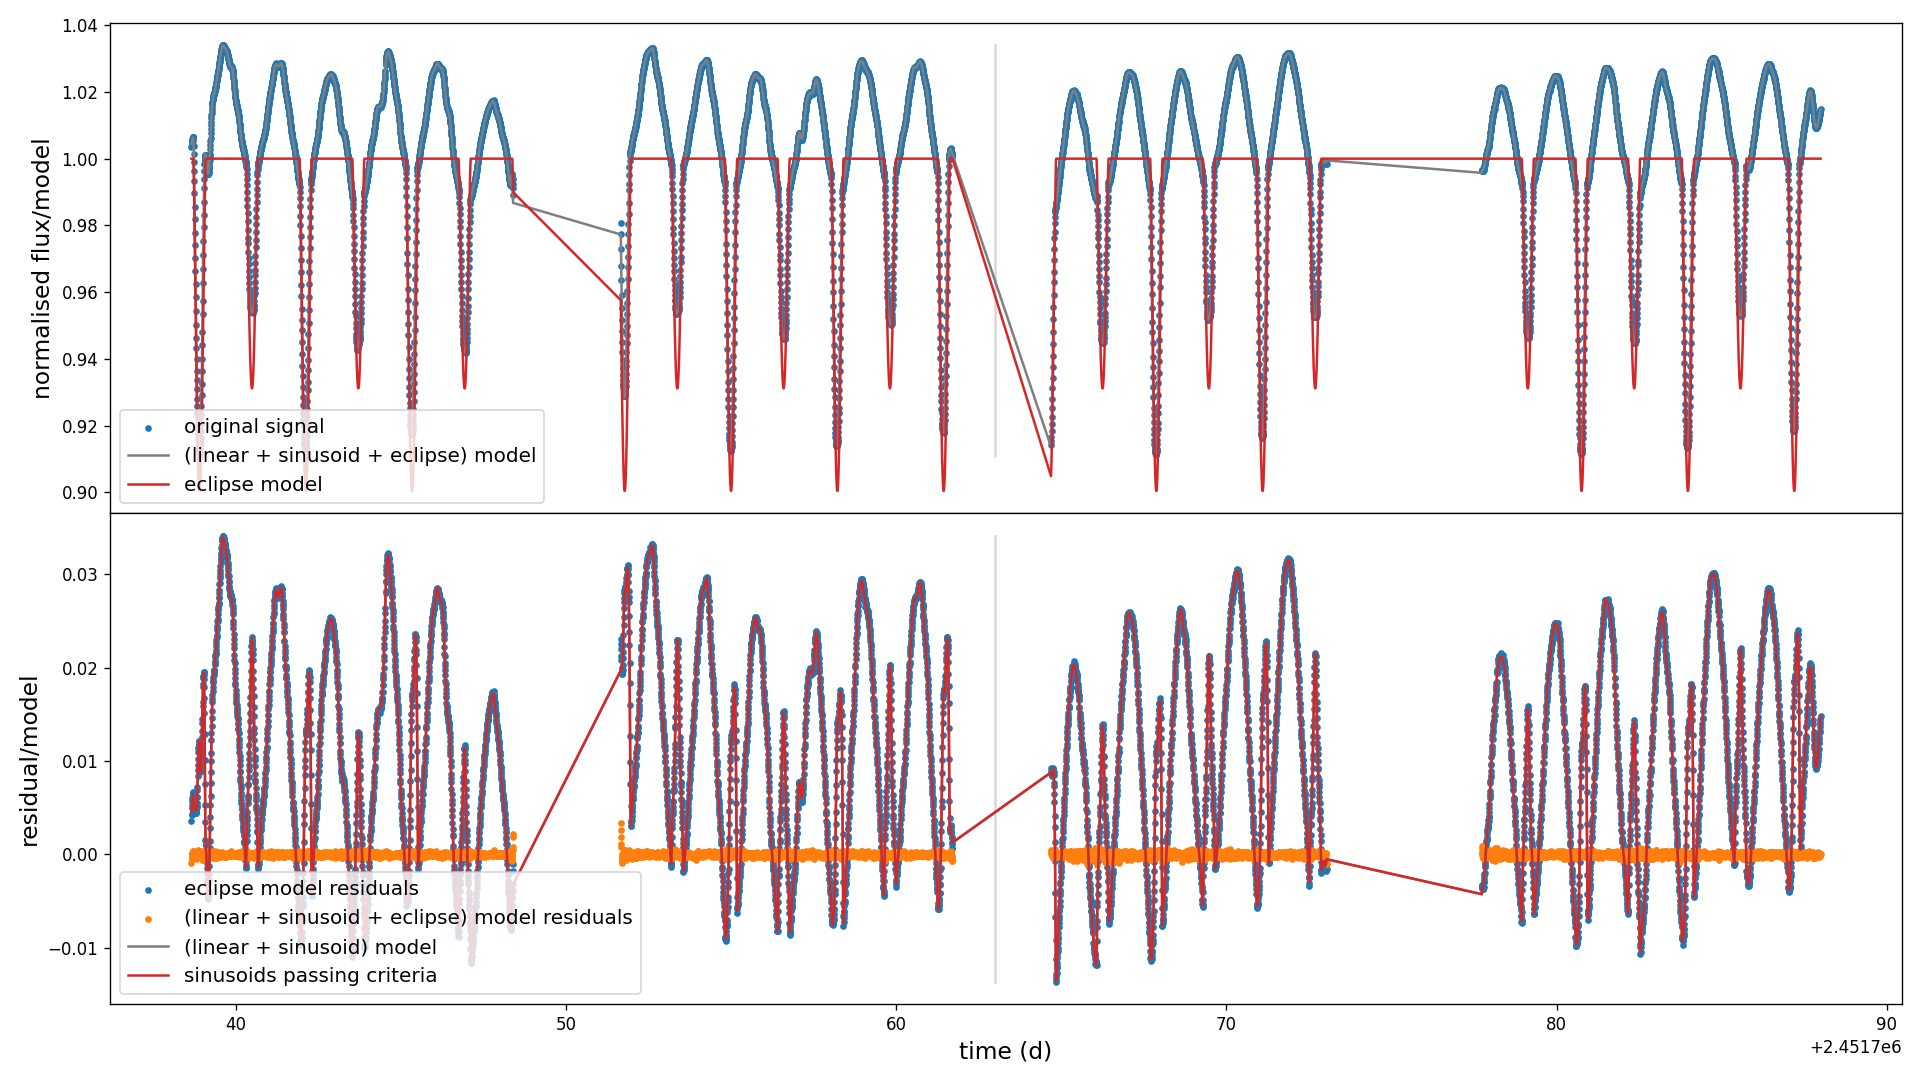 1.04
1.02
1.00
0.98
0.96
0.94
0.92
0.90
normalised flux/model
original signal
(linear + sinusoid + eclipse) model
eclipse model
0.03
0.02
0.01
0.00
−0.01
residual/model
eclipse model residuals
(linear + sinusoid + eclipse) model residuals
(linear + sinusoid) model
sinusoids passing criteria
40 50 60 70 80 90
time (d)
+2.4517e6